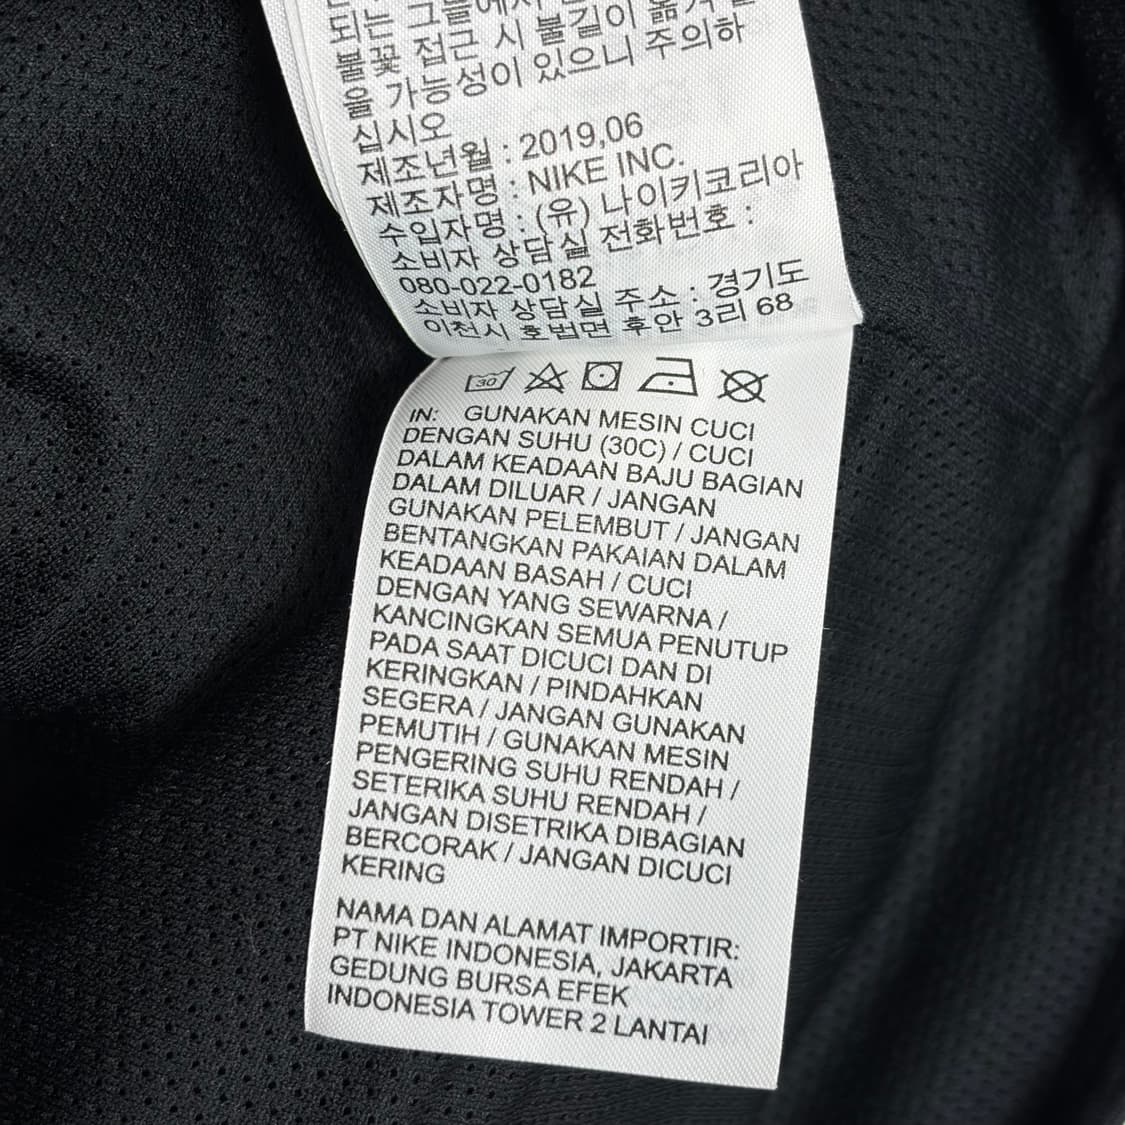 되는 그을에서
불꽃 접근 시 불길이 옮겨
을 가능성이 있으니 주의하
십시오
제조년월 : 2019,06
제조자명 : NIKE INC.
수입자명 : (유) 나이키코리아
소비자 상담실 전화번호 :
080-022-0182
소비자 상담실 주소 : 경기도
이천시 호법면 후안 3리 68
30
IN: GUNAKAN MESIN CUCI
DENGAN SUHU (30C) / CUCI
DALAM KEADAAN BAJU BAGIAN
DALAM DILUAR / JANGAN
GUNAKAN PELEMBUT / JANGAN
BENTANGKAN PAKAIAN DALAM
KEADAAN BASAH / CUCI
DENGAN YANG SEWARNA /
KANCINGKAN SEMUA PENUTUP
PADA SAAT DICUCI DAN DI
KERINGKAN / PINDAHKAN
SEGERA / JANGAN GUNAKAN
PEMUTIH / GUNAKAN MESIN
PENGERING SUHU RENDAH /
SETERIKA SUHU RENDAH /
JANGAN DISETRIKA DIBAGIAN
BERCORAK / JANGAN DICUCI
KERING
NAMA DAN ALAMAT IMPORTIR:
PT NIKE INDONESIA, JAKARTA
GEDUNG BURSA EFEK
INDONESIA TOWER 2 LANTAI